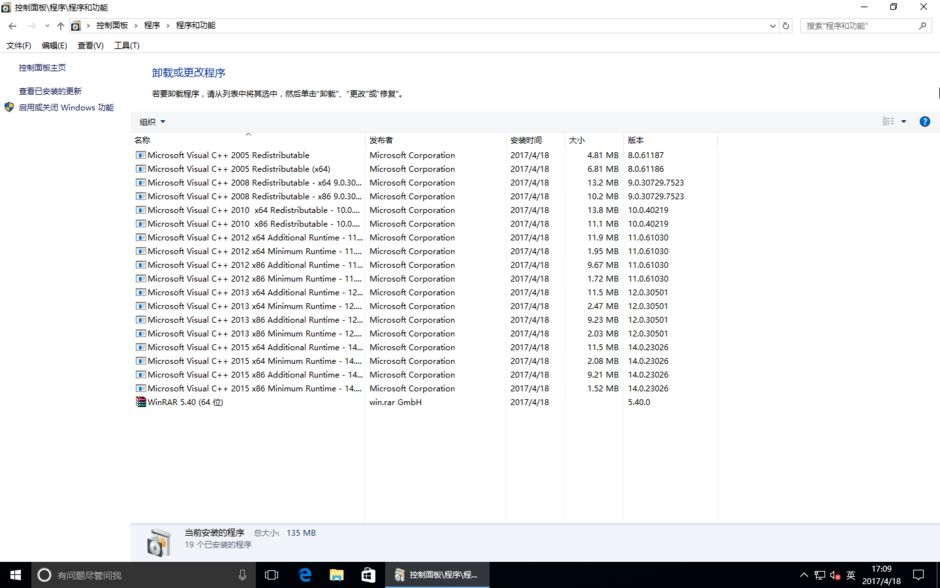 控制面板\程序\程序和功能
控制面板 › 程序 › 程序和功能 搜索"程序和功能"
文件(F) 编辑(E) 查看(V) 工具(T)
控制面板主页
查看已安装的更新
启用或关闭 Windows 功能
卸载或更改程序
若要卸载程序，请从列表中将其选中，然后单击"卸载"、"更改"或"修复"。
组织
名称 发布者 安装时间 大小 版本
Microsoft Visual C++ 2005 Redistributable Microsoft Corporation 2017/4/18 4.81 MB 8.0.61187
Microsoft Visual C++ 2005 Redistributable (x64) Microsoft Corporation 2017/4/18 6.81 MB 8.0.61186
Microsoft Visual C++ 2008 Redistributable - x64 9.0.30... Microsoft Corporation 2017/4/18 13.2 MB 9.0.30729.7523
Microsoft Visual C++ 2008 Redistributable - x86 9.0.30... Microsoft Corporation 2017/4/18 10.2 MB 9.0.30729.7523
Microsoft Visual C++ 2010  x64 Redistributable - 10.0.... Microsoft Corporation 2017/4/18 13.8 MB 10.0.40219
Microsoft Visual C++ 2010  x86 Redistributable - 10.0.... Microsoft Corporation 2017/4/18 11.1 MB 10.0.40219
Microsoft Visual C++ 2012 x64 Additional Runtime - 11... Microsoft Corporation 2017/4/18 11.9 MB 11.0.61030
Microsoft Visual C++ 2012 x64 Minimum Runtime - 11.... Microsoft Corporation 2017/4/18 1.95 MB 11.0.61030
Microsoft Visual C++ 2012 x86 Additional Runtime - 11... Microsoft Corporation 2017/4/18 9.67 MB 11.0.61030
Microsoft Visual C++ 2012 x86 Minimum Runtime - 11.... Microsoft Corporation 2017/4/18 1.72 MB 11.0.61030
Microsoft Visual C++ 2013 x64 Additional Runtime - 12... Microsoft Corporation 2017/4/18 11.5 MB 12.0.30501
Microsoft Visual C++ 2013 x64 Minimum Runtime - 12.... Microsoft Corporation 2017/4/18 2.47 MB 12.0.30501
Microsoft Visual C++ 2013 x86 Additional Runtime - 12... Microsoft Corporation 2017/4/18 9.23 MB 12.0.30501
Microsoft Visual C++ 2013 x86 Minimum Runtime - 12.... Microsoft Corporation 2017/4/18 2.03 MB 12.0.30501
Microsoft Visual C++ 2015 x64 Additional Runtime - 14... Microsoft Corporation 2017/4/18 11.5 MB 14.0.23026
Microsoft Visual C++ 2015 x64 Minimum Runtime - 14.... Microsoft Corporation 2017/4/18 2.08 MB 14.0.23026
Microsoft Visual C++ 2015 x86 Additional Runtime - 14... Microsoft Corporation 2017/4/18 9.21 MB 14.0.23026
Microsoft Visual C++ 2015 x86 Minimum Runtime - 14.... Microsoft Corporation 2017/4/18 1.52 MB 14.0.23026
WinRAR 5.40 (64 位) win.rar GmbH 2017/4/18 5.40.0
当前安装的程序 总大小: 135 MB
19 个已安装的程序
有问题尽管问我 控制面板\程序\程... 英 17:09
2017/4/18